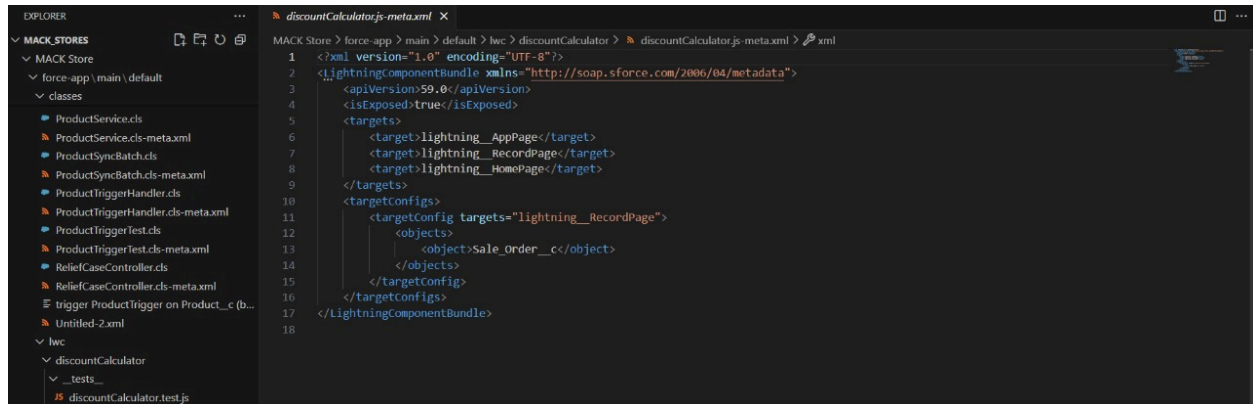 EXPLORER
MACK_STORES
MACK Store
force-app\main\default
classes
ProductService.cls
ProductService.cls-meta.xml
ProductSyncBatch.cls
ProductSyncBatch.cls-meta.xml
ProductTriggerHandler.cls
ProductTriggerHandler.cls-meta.xml
ProductTriggerTest.cls
ProductTriggerTest.cls-meta.xml
ReliefCaseController.cls
ReliefCaseController.cls-meta.xml
trigger ProductTrigger on Product__c (b...
Untitled-2.xml
lwc
discountCalculator
__tests__
JS discountCalculator.test.js
discountCalculator.js-meta.xml
MACK Store > force-app > main > default > lwc > discountCalculator > discountCalculator.js-meta.xml > xml
1 <?xml version="1.0" encoding="UTF-8"?>
2 <LightningComponentBundle xmlns="http://soap.sforce.com/2006/04/metadata">
3 <apiVersion>59.0</apiVersion>
4 <isExposed>true</isExposed>
5 <targets>
6 <target>lightning__AppPage</target>
7 <target>lightning__RecordPage</target>
8 <target>lightning__HomePage</target>
9 </targets>
10 <targetConfigs>
11 <targetConfig targets="lightning__RecordPage">
12 <objects>
13 <object>Sale_Order__c</object>
14 </objects>
15 </targetConfig>
16 </targetConfigs>
17 </LightningComponentBundle>
18